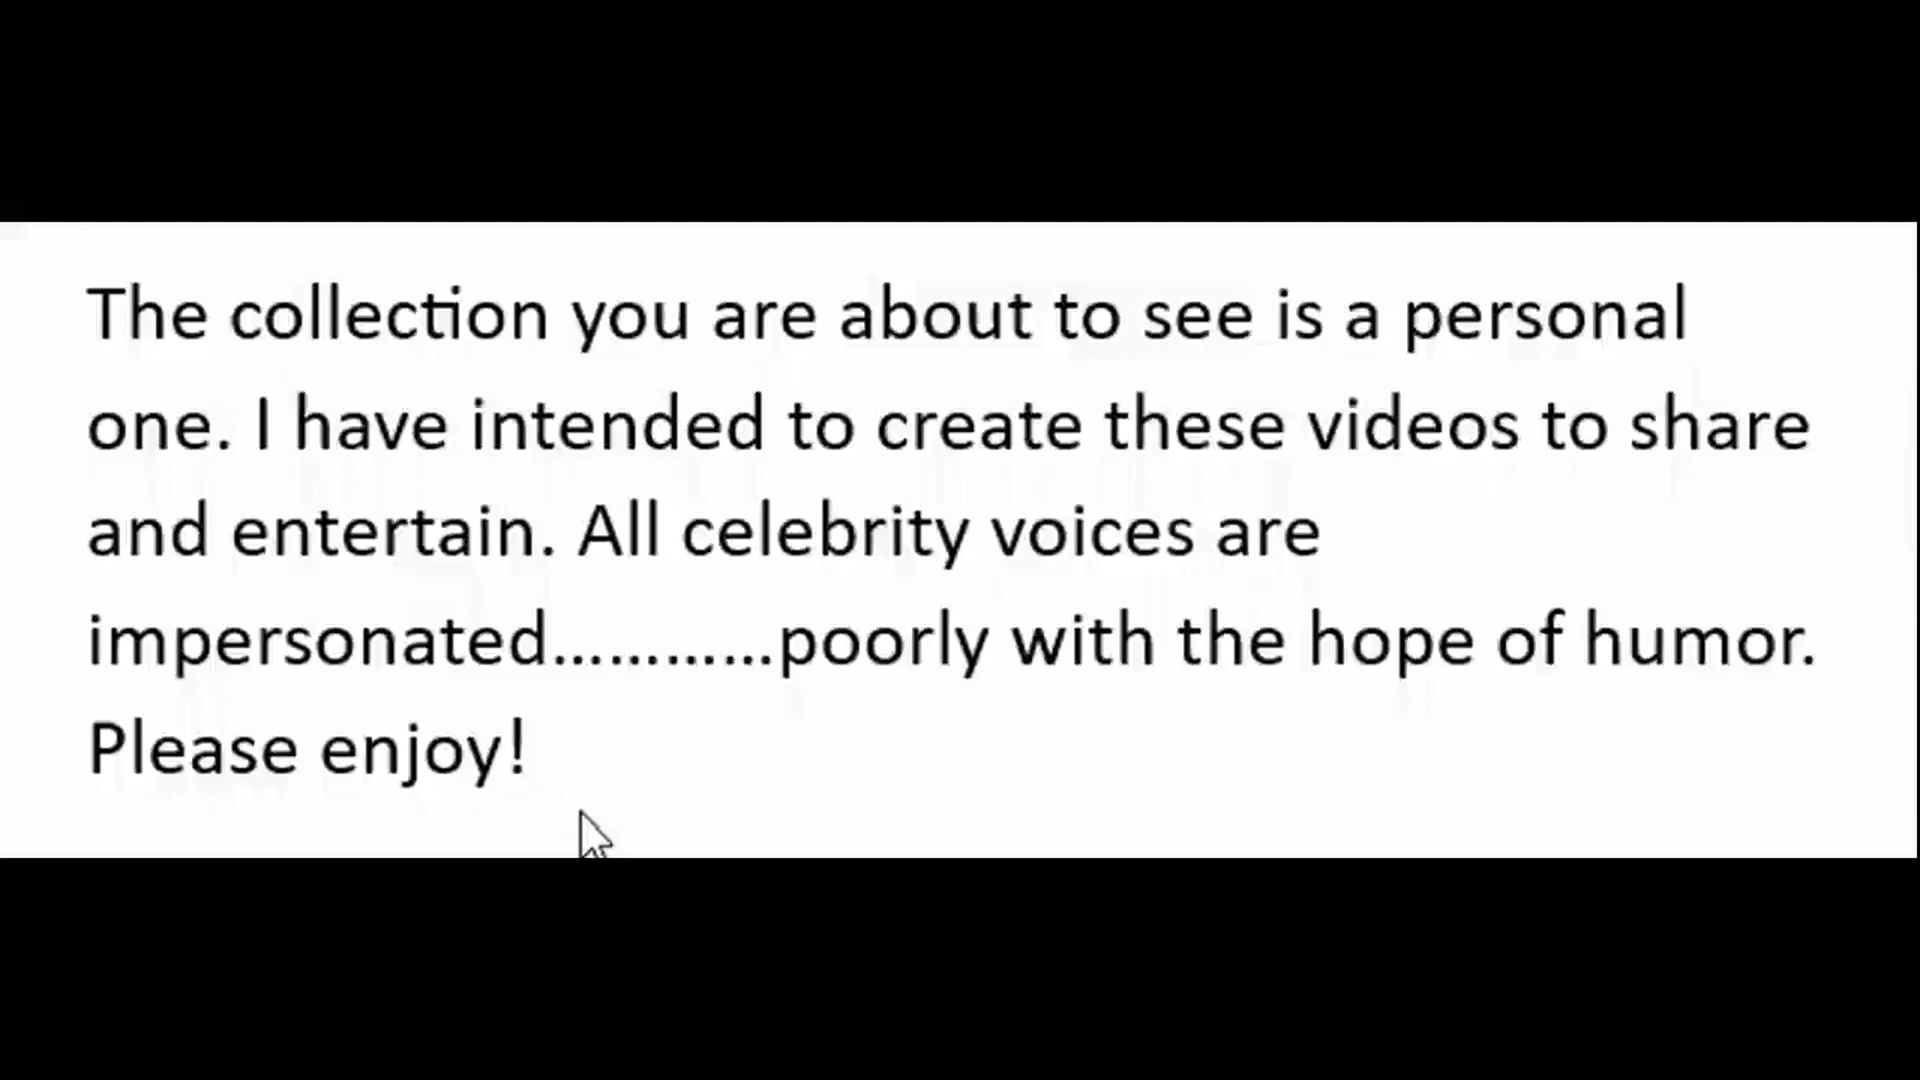 The collection you are about to see is a personal
one. I have intended to create these videos to share
and entertain. All celebrity voices are
impersonated............poorly with the hope of humor.
Please enjoy!